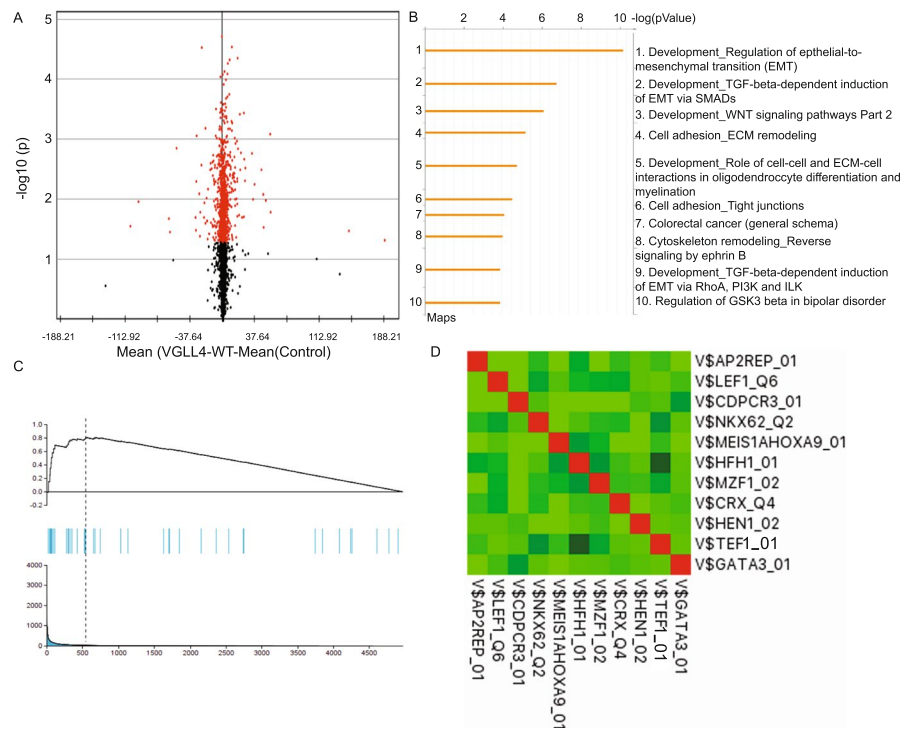 A
5
4
3
2
1
-log10 (p)
-188.21
-112.92
-37.64
37.64
112.92
188.21
Mean (VGLL4-WT-Mean(Control)
B
2
4
6
8
10
-log(pValue)
1
2
3
4
5
6
7
8
9
10
Maps
1. Development_Regulation of ephthelial-to-
mesenchymal transition (EMT)
2. Development_TGF-beta-dependent induction
of EMT via SMADs
3. Development_WNT signaling pathways Part 2
4. Cell adhesion_ECM remodeling
5. Development_Role of cell-cell and ECM-cell
interactions in oligodendrocyte differentiation and
myelination
6. Cell adhesion_Tight junctions
7. Colorectal cancer (general schema)
8. Cytoskeleton remodeling_Reverse
signaling by ephrin B
9. Development_TGF-beta-dependent induction
of EMT via RhoA, PI3K and ILK
10. Regulation of GSK3 beta in bipolar disorder
C
1.0
0.8
0.6
0.4
0.2
-0.0
-0.2
4000
3000
2000
1000
0
0
500
1000
1500
2000
2500
3000
3500
4000
4500
D
V$AP2REP_01
V$LEF1_Q6
V$CDPCR3_01
V$NKX62_Q2
V$MEIS1AHOXA9_01
V$HFH1_01
V$MZF1_02
V$CRX_Q4
V$HEN1_02
V$TEF1_01
V$GATA3_01
V$AP2REP_01
V$LEF1_Q6
V$CDPCR3_01
V$NKX62_Q2
V$MEIS1AHOXA9_01
V$HFH1_01
V$MZF1_02
V$CRX_Q4
V$HEN1_02
V$TEF1_01
V$GATA3_01